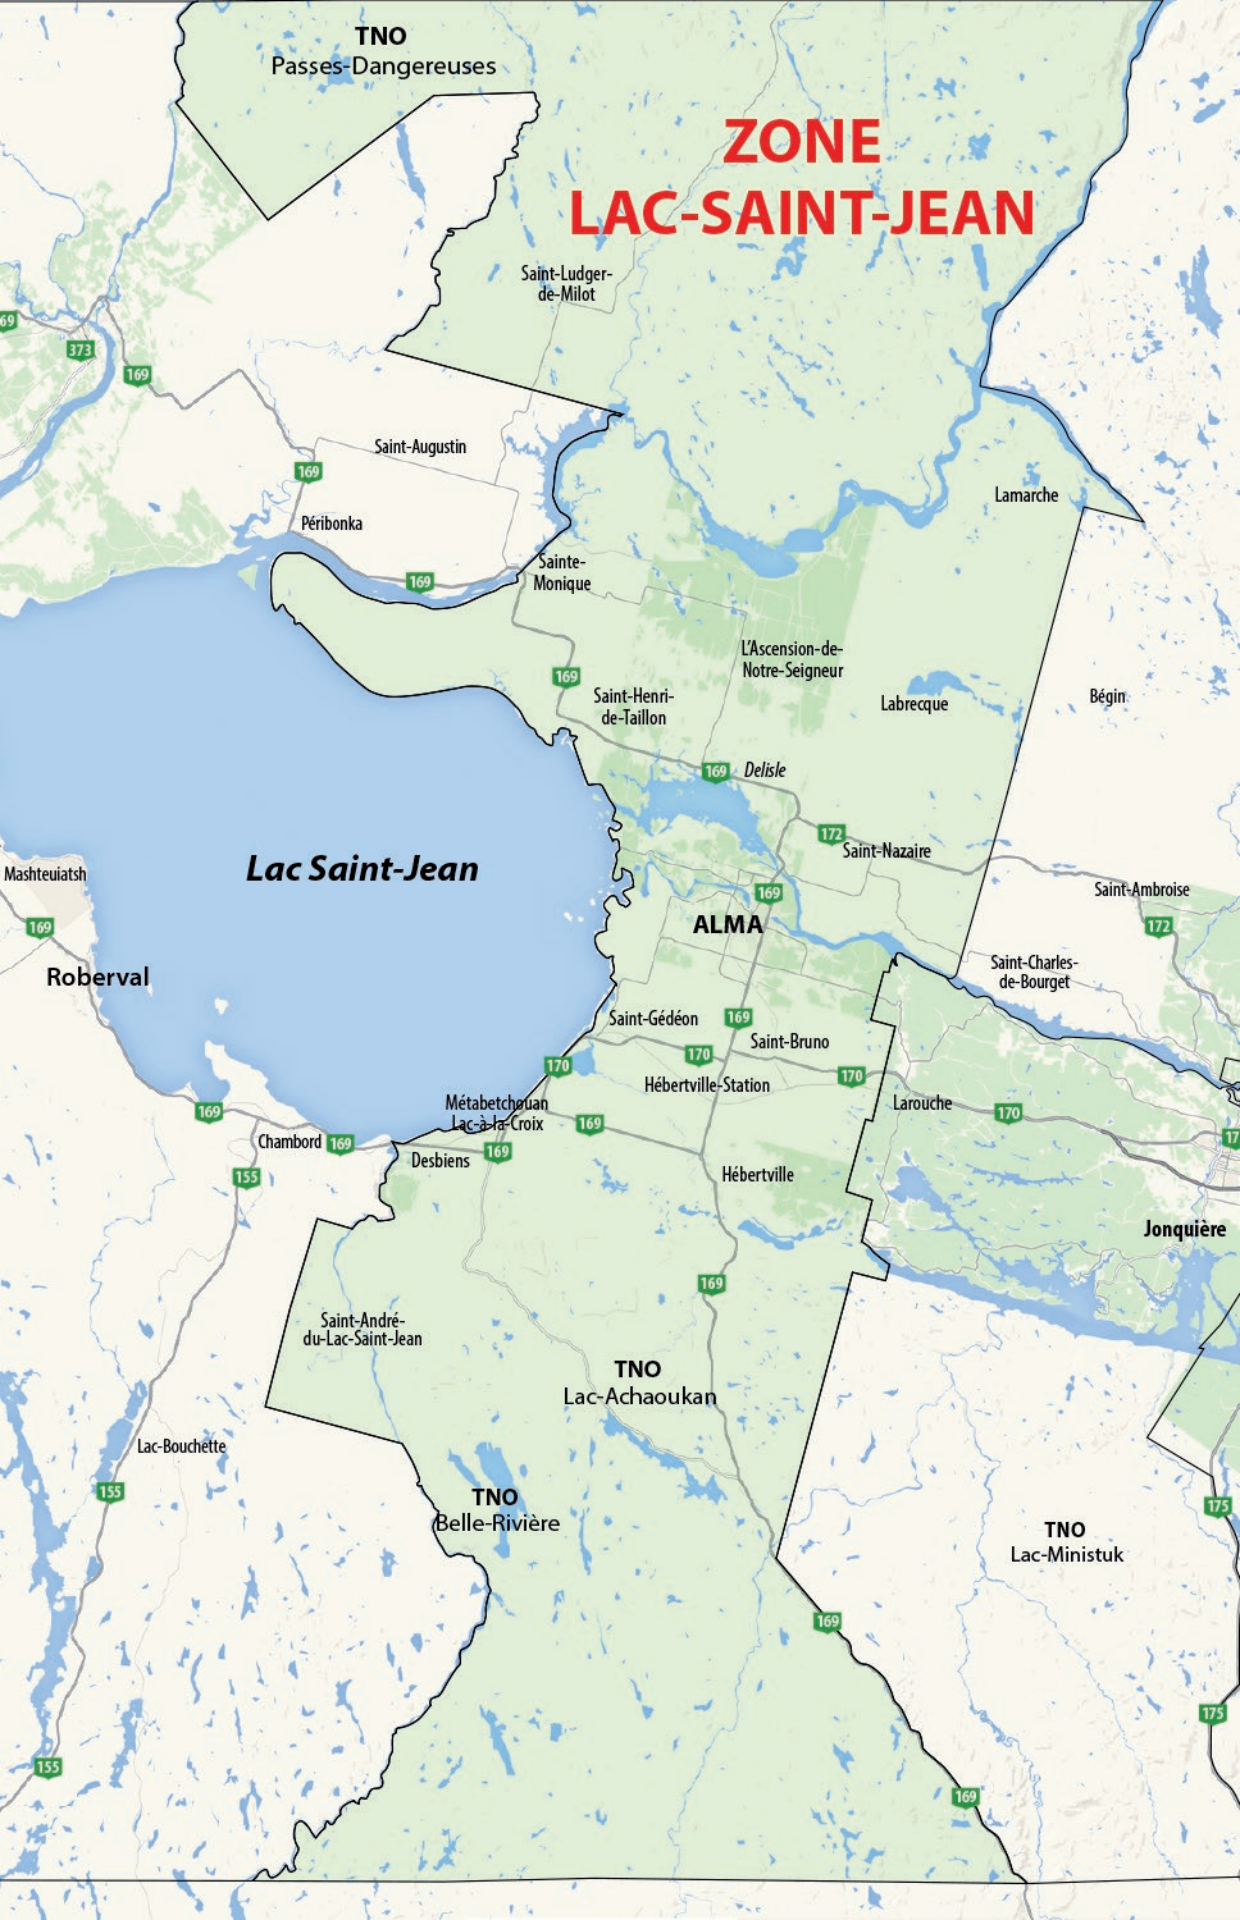 TNO
Passes-Dangereuses
ZONE
LAC-SAINT-JEAN
Saint-Ludger-
de-Milot
69
373
169
Saint-Augustin
169
Lamarche
Péribonka
Sainte-
Monique
169
L'Ascension-de-
Notre-Seigneur
169
Saint-Henri-
de-Taillon
Labrecque
Bégin
169
Delisle
172
Saint-Nazaire
Lac Saint-Jean
Mashteuiatsh
169
Saint-Ambroise
172
169
ALMA
Roberval
Saint-Charles-
de-Bourget
Saint-Gédéon
169
Saint-Bruno
170
170
Hébertville-Station
170
Métabetchouan
Lac-à-la-Croix
169
Larouche
170
169
17
Chambord
169
Desbiens
169
155
Hébertville
Jonquière
169
Saint-André-
du-Lac-Saint-Jean
TNO
Lac-Achaoukan
Lac-Bouchette
155
TNO
Belle-Rivière
175
TNO
Lac-Ministuk
169
175
155
169